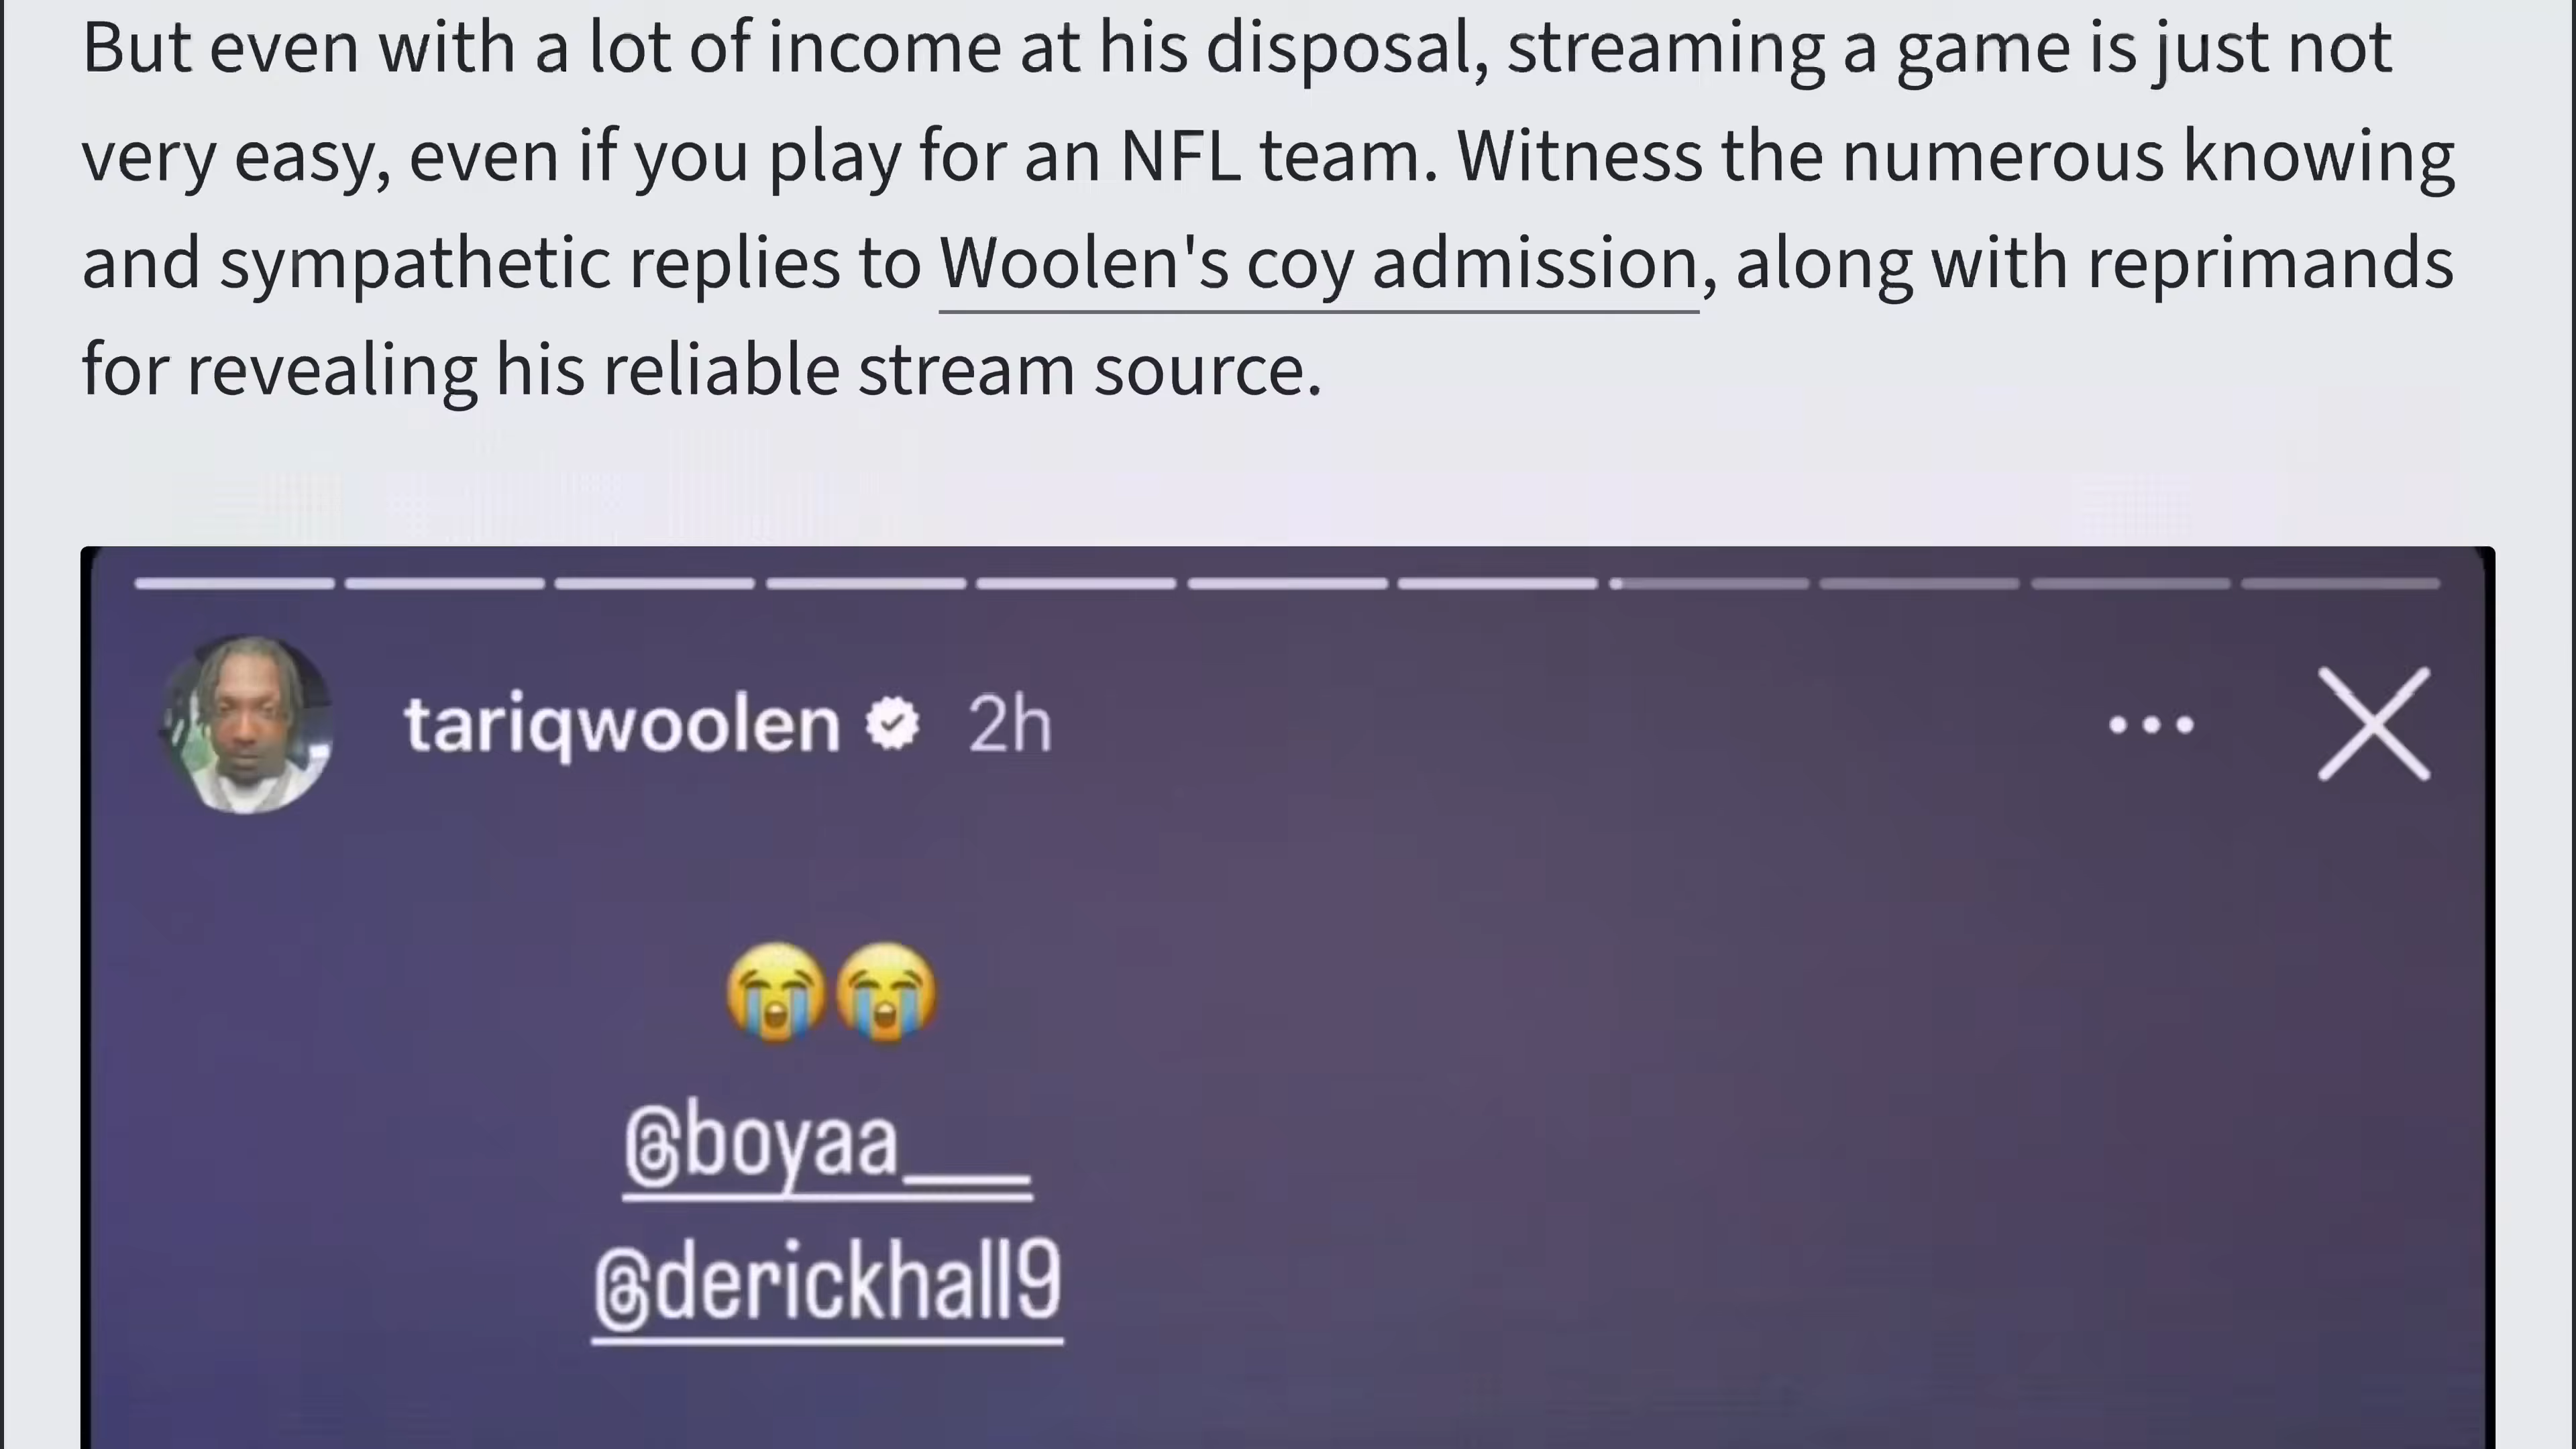 But even with a lot of income at his disposal, streaming a game is just not
very easy, even if you play for an NFL team. Witness the numerous knowing
and sympathetic replies to Woolen's coy admission, along with reprimands
for revealing his reliable stream source.
tariqwoolen 2h
😭😭
@boyaa___
@derickhall9